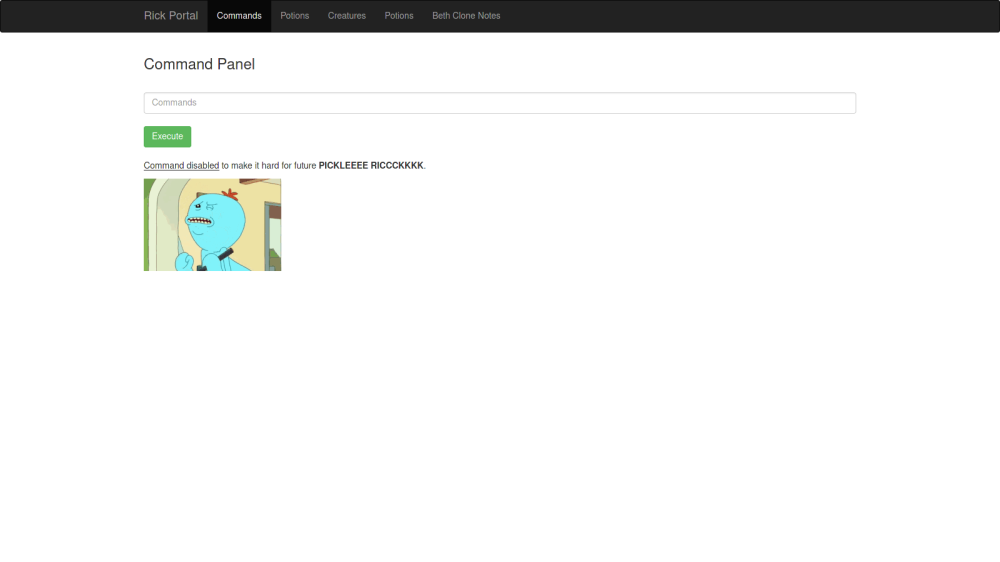 Rick Portal Commands Potions Creatures Potions Beth Clone Notes
Command Panel
Commands
Execute
Command disabled to make it hard for future PICKLEEEE RICCCKKKK.